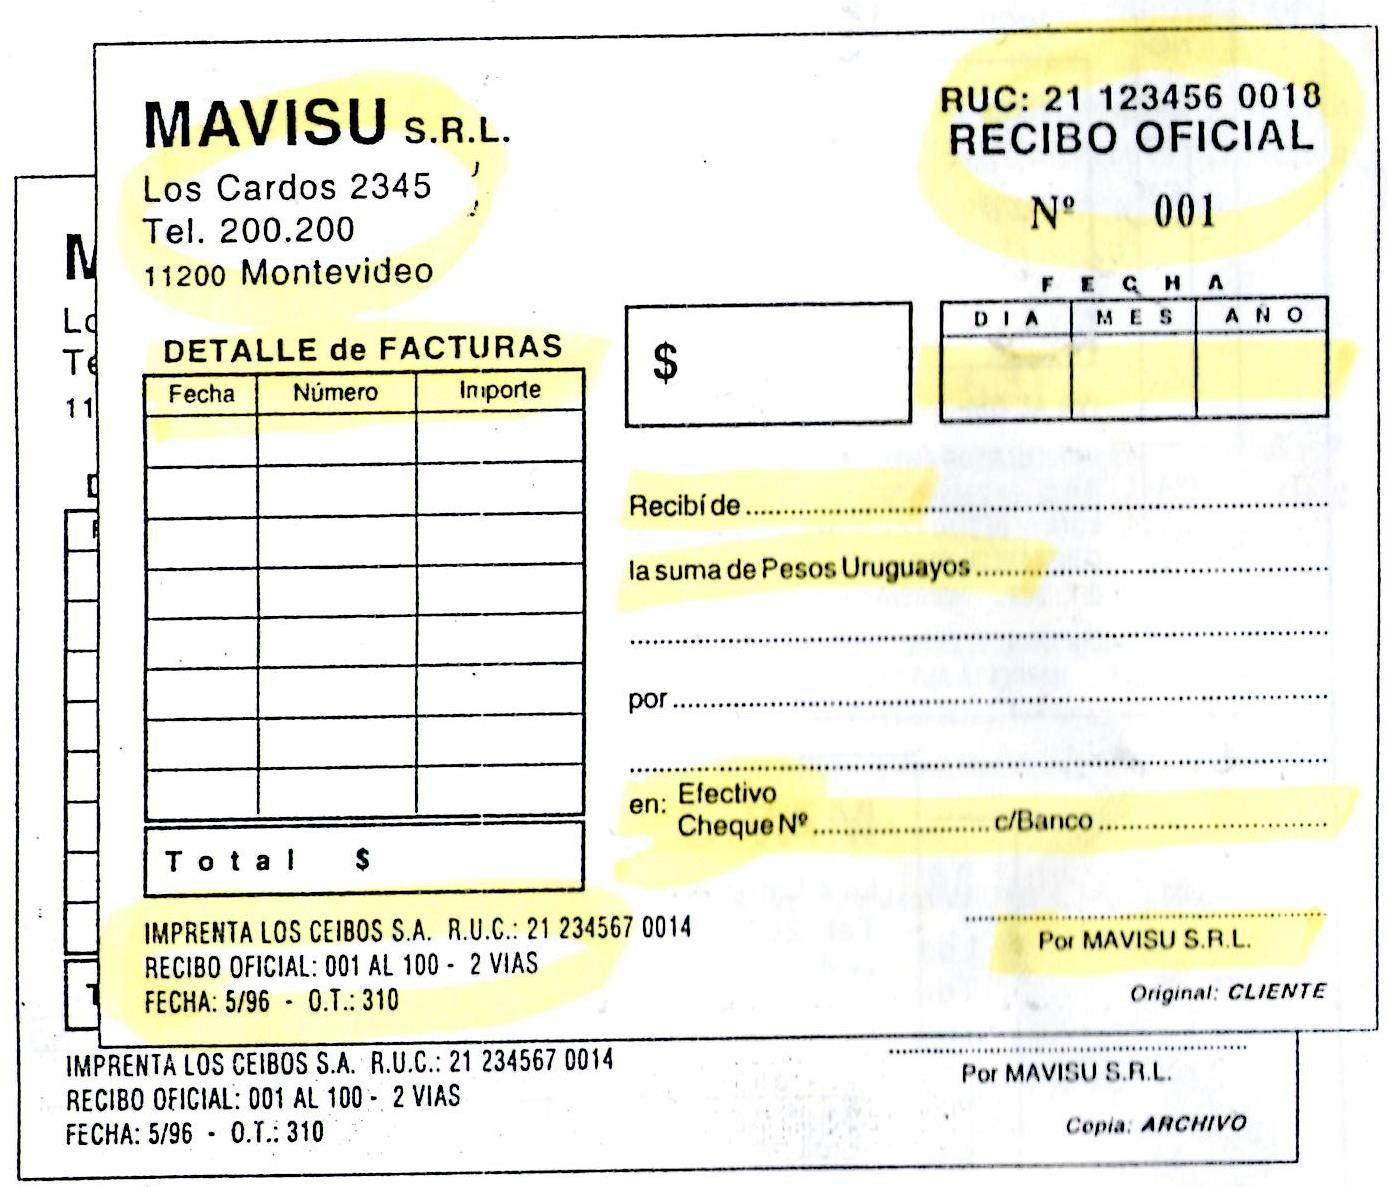 MAVISU S.R.L.
Los Cardos 2345
Tel. 200.200
11200 Montevideo
RUC: 21 123456 0018
RECIBO OFICIAL
Nº 001
FECHA
DIA MES AÑO
$
DETALLE de FACTURAS
Fecha Número Importe
Total $
Recibí de
la suma de Pesos Uruguayos
por
en: Efectivo
Cheque Nº c/Banco
Por MAVISU S.R.L.
Original: CLIENTE
IMPRENTA LOS CEIBOS S.A. R.U.C.: 21 234567 0014
RECIBO OFICIAL: 001 AL 100 - 2 VIAS
FECHA: 5/96 - O.T.: 310
IMPRENTA LOS CEIBOS S.A. R.U.C.: 21 234567 0014
RECIBO OFICIAL: 001 AL 100 - 2 VIAS
FECHA: 5/96 - O.T.: 310
Por MAVISU S.R.L.
Copia: ARCHIVO